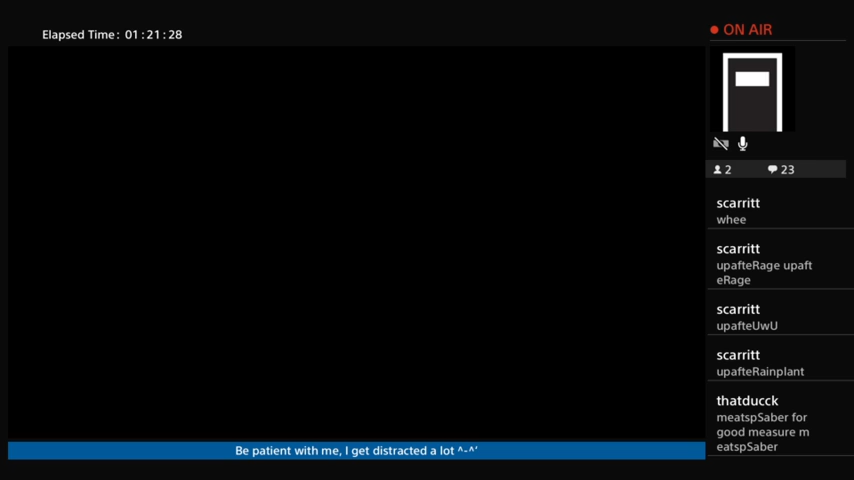 Elapsed Time: 01:21:28
ON AIR
2 23
scarritt
whee
scarritt
upafteRage upaft
eRage
scarritt
upafteUwU
scarritt
upafteRainplant
thatducck
meatspSaber for
good measure m
eatspSaber
Be patient with me, I get distracted a lot ^-^'